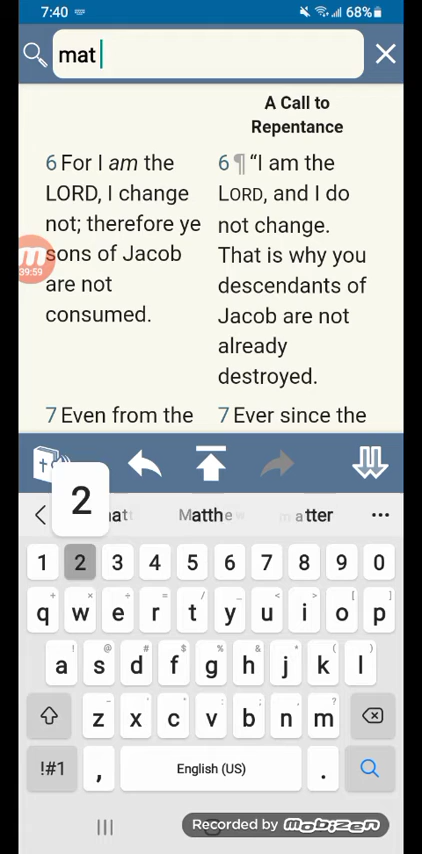 7:40 68%
mat
A Call to
Repentance
6 For I am the
LORD, I change
not; therefore ye
sons of Jacob
are not
consumed.
6 ¶ “I am the
LORD, and I do
not change.
That is why you
descendants of
Jacob are not
already
destroyed.
39:59
7 Even from the
7 Ever since the
2
Matthew
matter
•••
1 2 3 4 5 6 7 8 9 0
q w e r t y u i o p
a s d f g h j k l
z x c v b n m
!#1 , English (US) .
Recorded by mobizen